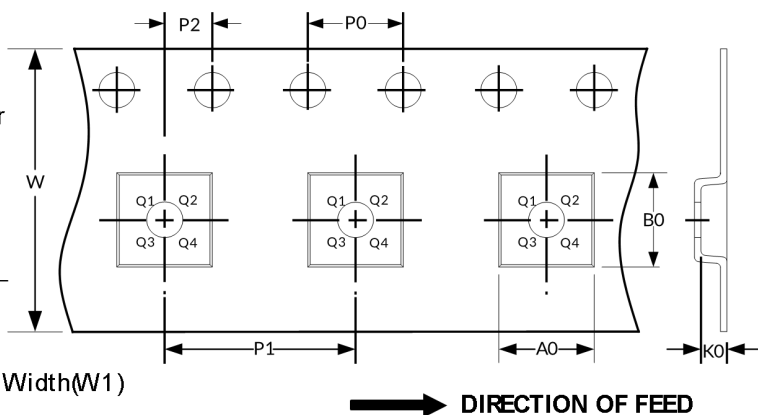 P2
P0
r
W
Q1 Q2
Q3 Q4
Q1 Q2
Q3 Q4
Q1 Q2
Q3 Q4
B0
P1
A0
K0
Width(W1)
DIRECTION OF FEED